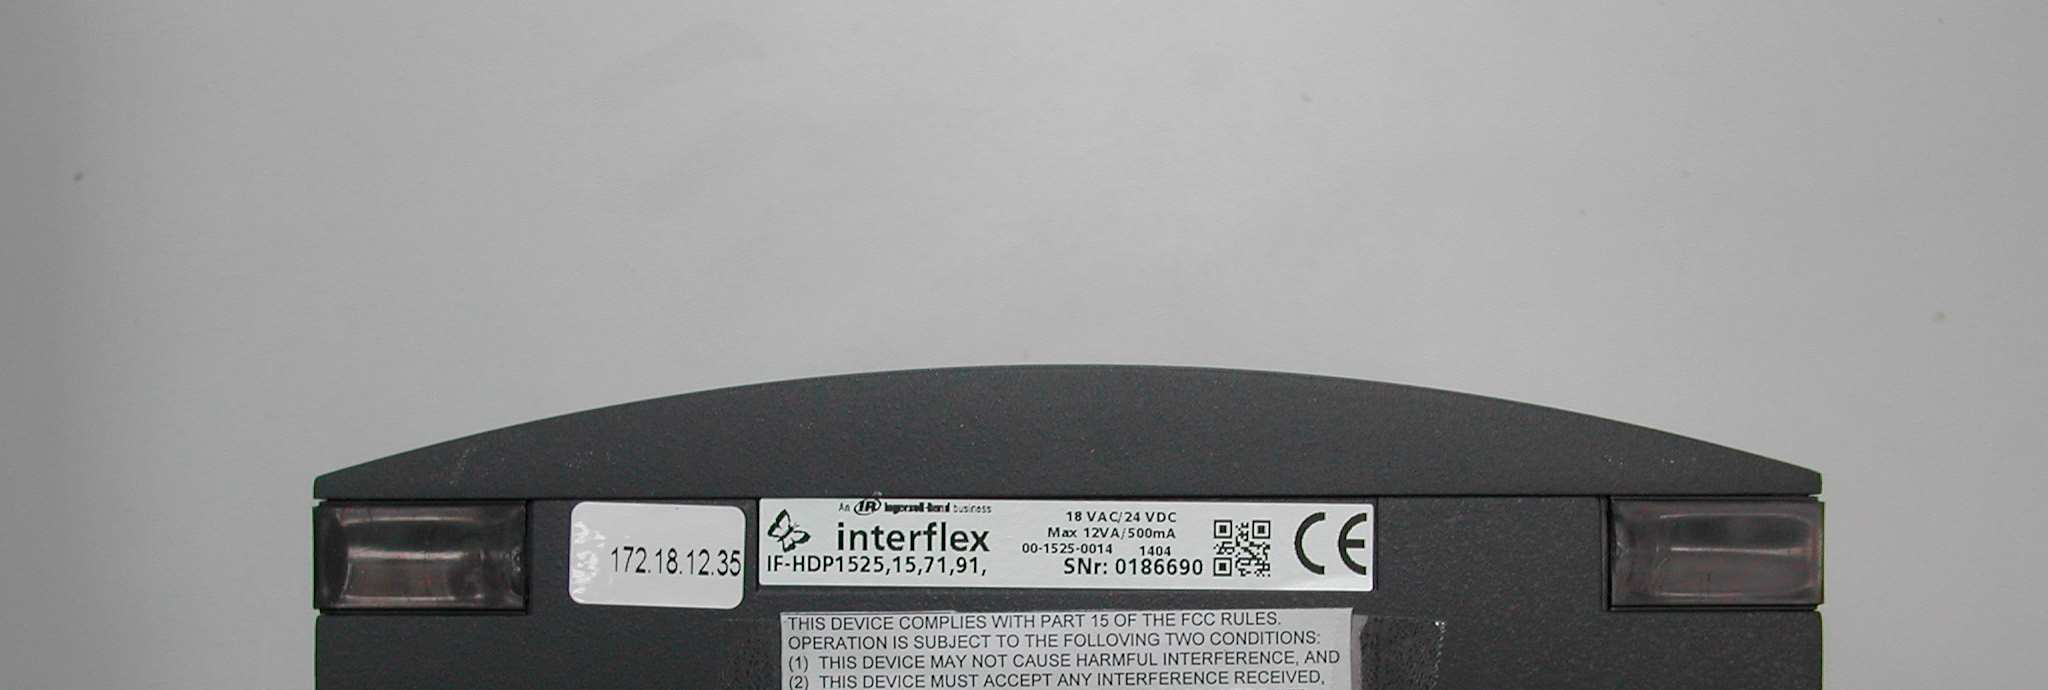 172.18.12.35
An IR Ingersoll-Rand business
interflex
IF-HDP1525,15,71,91,
18 VAC/24 VDC
Max 12VA/500mA
00-1525-0014 1404
SNr: 0186690
CE
THIS DEVICE COMPLIES WITH PART 15 OF THE FCC RULES.
OPERATION IS SUBJECT TO THE FOLLOWING TWO CONDITIONS:
(1) THIS DEVICE MAY NOT CAUSE HARMFUL INTERFERENCE, AND
(2) THIS DEVICE MUST ACCEPT ANY INTERFERENCE RECEIVED,